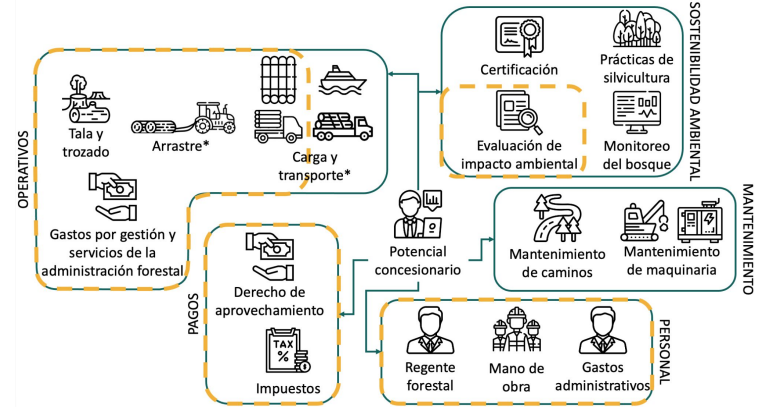 OPERATIVOS
Tala y
trozado
Arrastre*
Carga y
transporte*
Gastos por gestión y
servicios de la
administración forestal
SOSTENIBILIDAD AMBIENTAL
Certificación
Prácticas de
silvicultura
Evaluación de
impacto ambiental
Monitoreo
del bosque
Potencial
concesionario
MANTENIMIENTO
Mantenimiento
de caminos
Mantenimiento
de maquinaria
PAGOS
Derecho de
aprovechamiento
TAX
%
Impuestos
PERSONAL
Regente
forestal
Mano de
obra
Gastos
administrativos